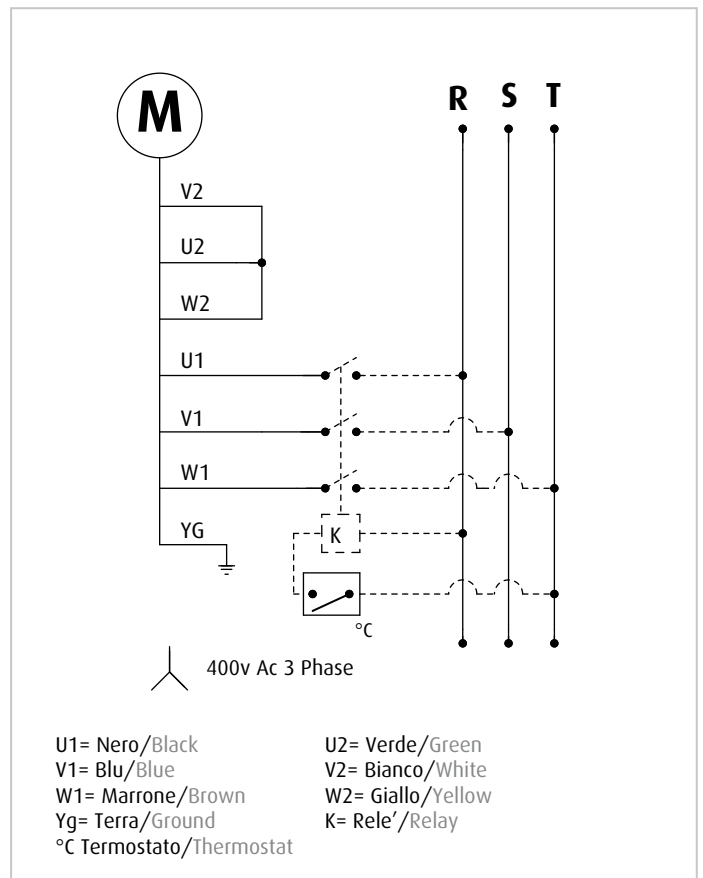 M
R S T
V2
U2
W2
U1
V1
W1
YG
K
°C
400v Ac 3 Phase
U1= Nero/Black
V1= Blu/Blue
W1= Marrone/Brown
Yg= Terra/Ground
°C Termostato/Thermostat
U2= Verde/Green
V2= Bianco/White
W2= Giallo/Yellow
K= Rele’/Relay